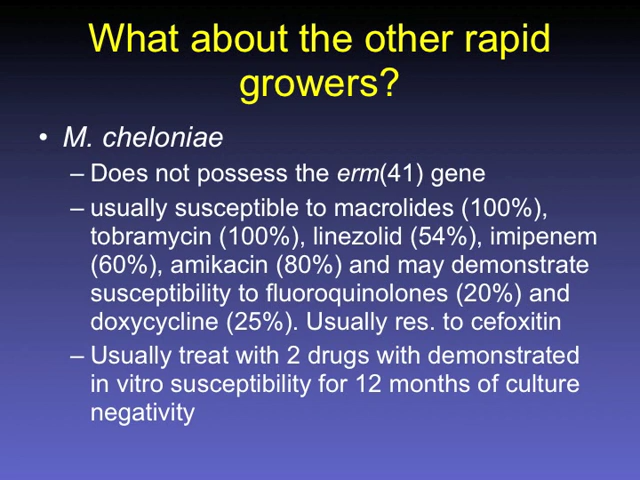 What about the other rapid
growers?
• M. cheloniae
– Does not possess the erm(41) gene
– usually susceptible to macrolides (100%),
tobramycin (100%), linezolid (54%), imipenem
(60%), amikacin (80%) and may demonstrate
susceptibility to fluoroquinolones (20%) and
doxycycline (25%). Usually res. to cefoxitin
– Usually treat with 2 drugs with demonstrated
in vitro susceptibility for 12 months of culture
negativity